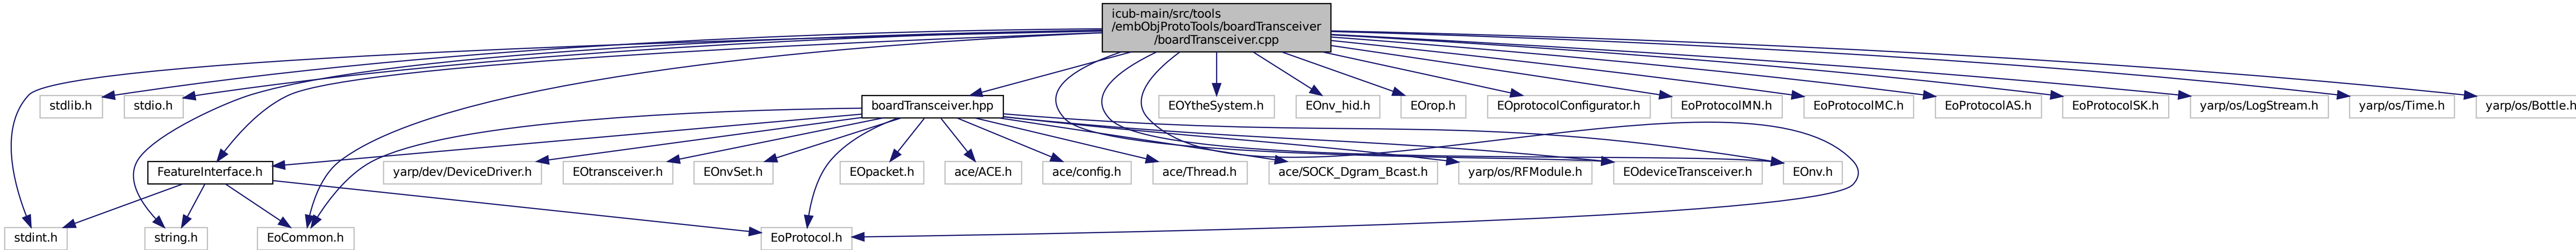 icub-main/src/tools
/embObjProtoTools/boardTransceiver
/boardTransceiver.cpp
stdlib.h
stdio.h
boardTransceiver.hpp
EOYtheSystem.h
EOnv_hid.h
EOrop.h
EOprotocolConfigurator.h
EoProtocolMN.h
EoProtocolMC.h
EoProtocolAS.h
EoProtocolSK.h
yarp/os/LogStream.h
yarp/os/Time.h
yarp/os/Bottle.h
FeatureInterface.h
yarp/dev/DeviceDriver.h
EOtransceiver.h
EOnvSet.h
EOpacket.h
ace/ACE.h
ace/config.h
ace/Thread.h
ace/SOCK_Dgram_Bcast.h
yarp/os/RFModule.h
EOdeviceTransceiver.h
EOnv.h
stdint.h
string.h
EoCommon.h
EoProtocol.h